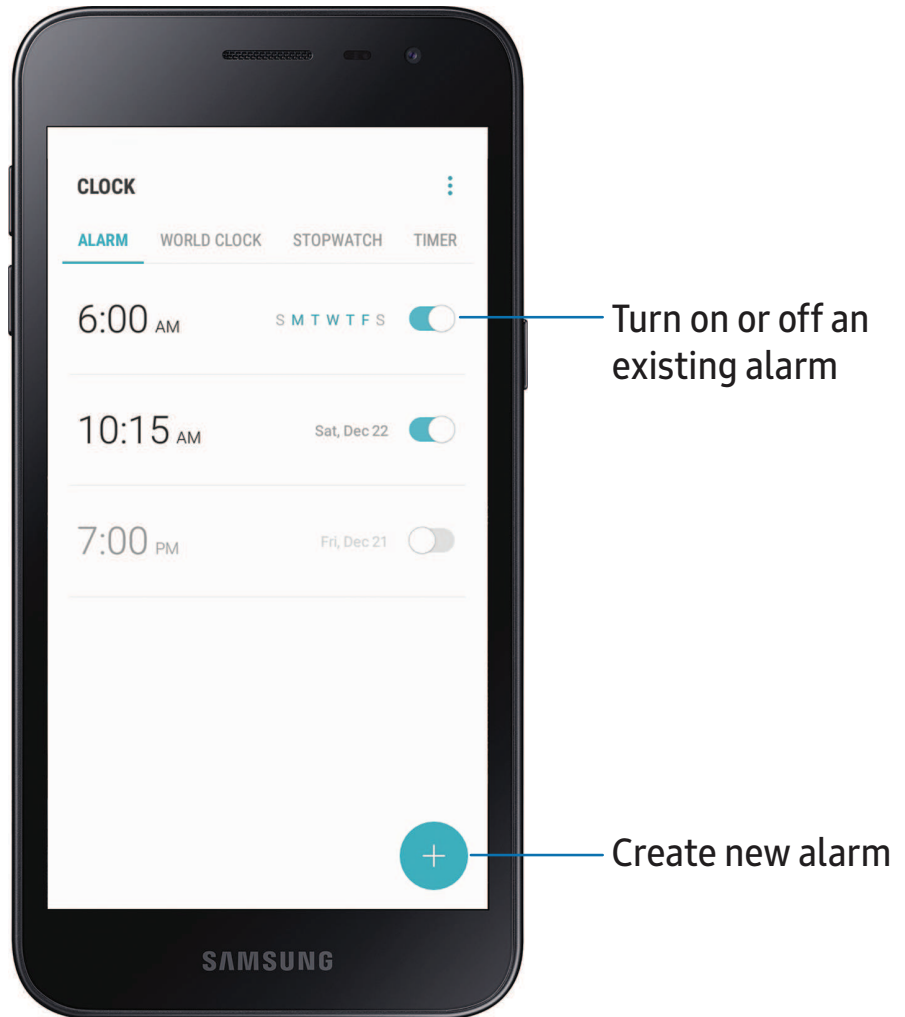 CLOCK
ALARM WORLD CLOCK STOPWATCH TIMER
6:00 AM S M T W T F S
Turn on or off an
existing alarm
10:15 AM Sat, Dec 22
7:00 PM Fri, Dec 21
Create new alarm
SAMSUNG